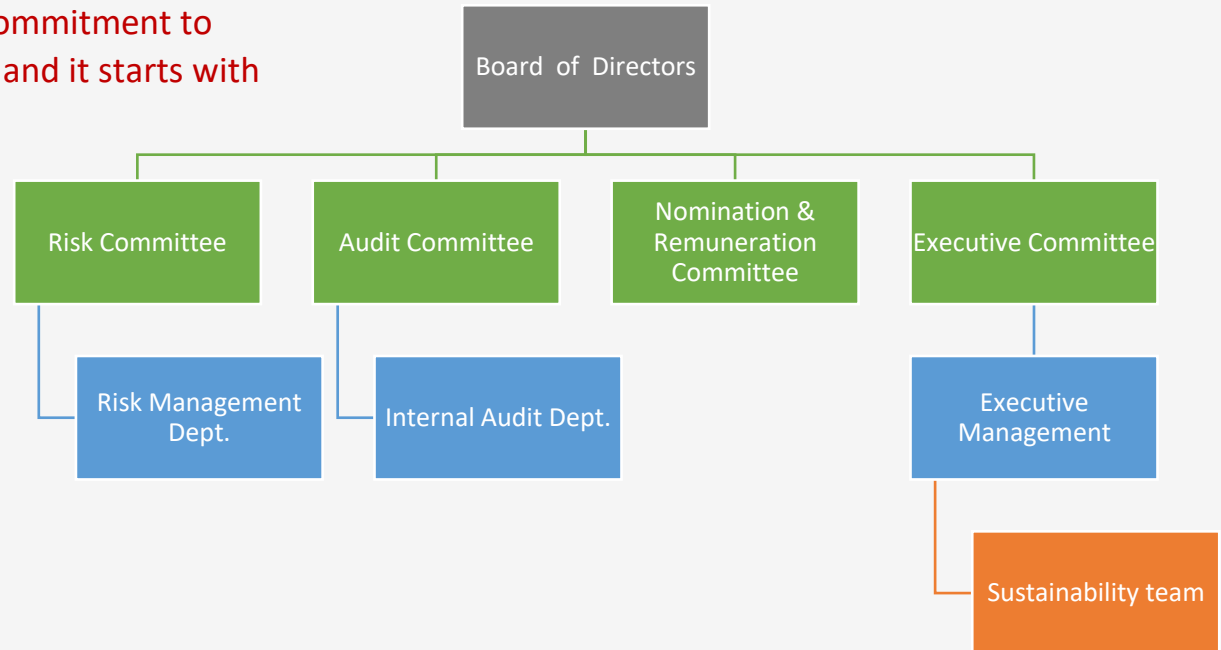 ommitment to
and it starts with
Board of Directors
Risk Committee
Audit Committee
Nomination &
Remuneration
Committee
Executive Committee
Risk Management
Dept.
Internal Audit Dept.
Executive
Management
Sustainability team